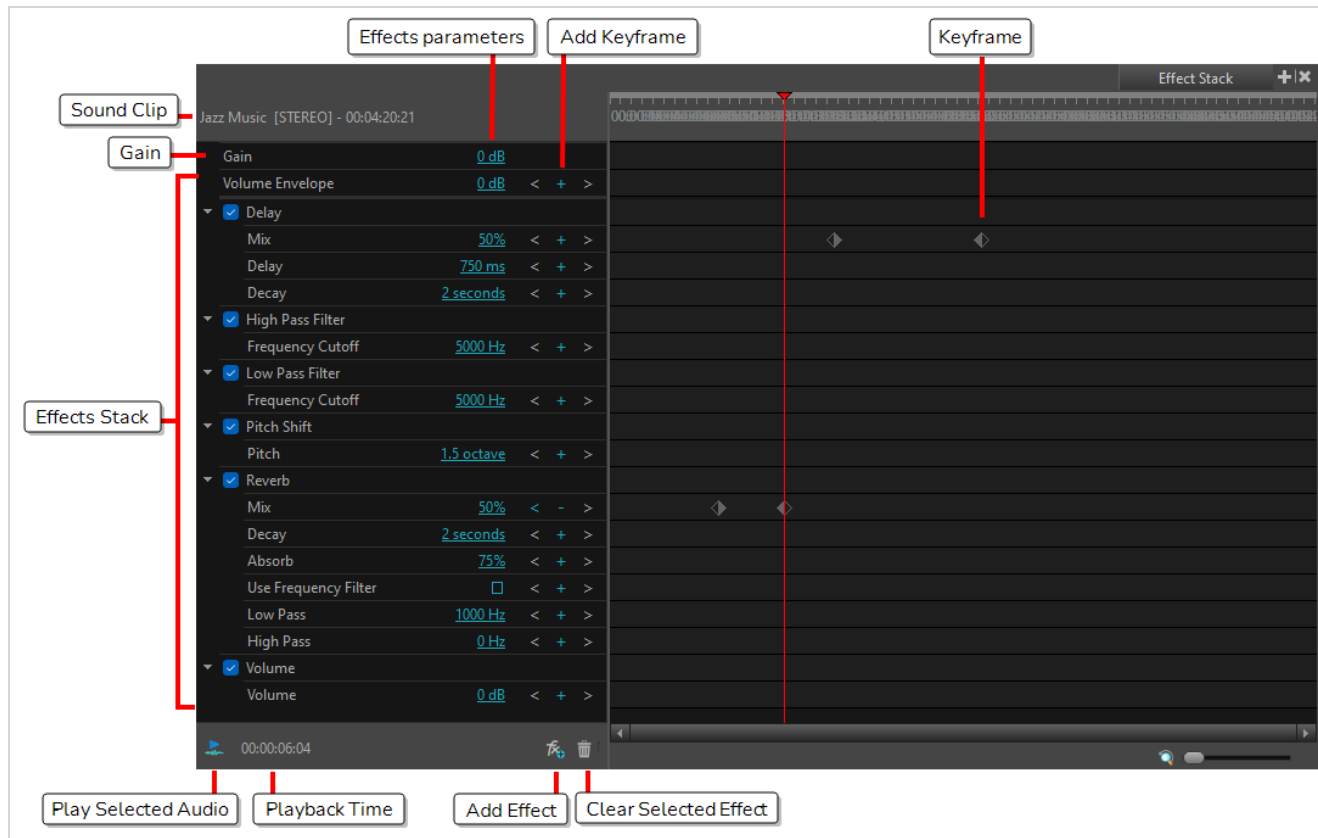 Effects parameters
Add Keyframe
Keyframe
Effect Stack
Sound Clip
Jazz Music [STEREO] - 00:04:20:21
Gain
Gain 0 dB
Volume Envelope 0 dB < + >
Delay
Mix 50% < + >
Delay 750 ms < + >
Decay 2 seconds < + >
High Pass Filter
Frequency Cutoff 5000 Hz < + >
Low Pass Filter
Frequency Cutoff 5000 Hz < + >
Effects Stack
Pitch Shift
Pitch 1.5 octave < + >
Reverb
Mix 50% < - >
Decay 2 seconds < + >
Absorb 75% < + >
Use Frequency Filter < + >
Low Pass 1000 Hz < + >
High Pass 0 Hz < + >
Volume
Volume 0 dB < + >
00:00:06:04 fx
Play Selected Audio
Playback Time
Add Effect
Clear Selected Effect